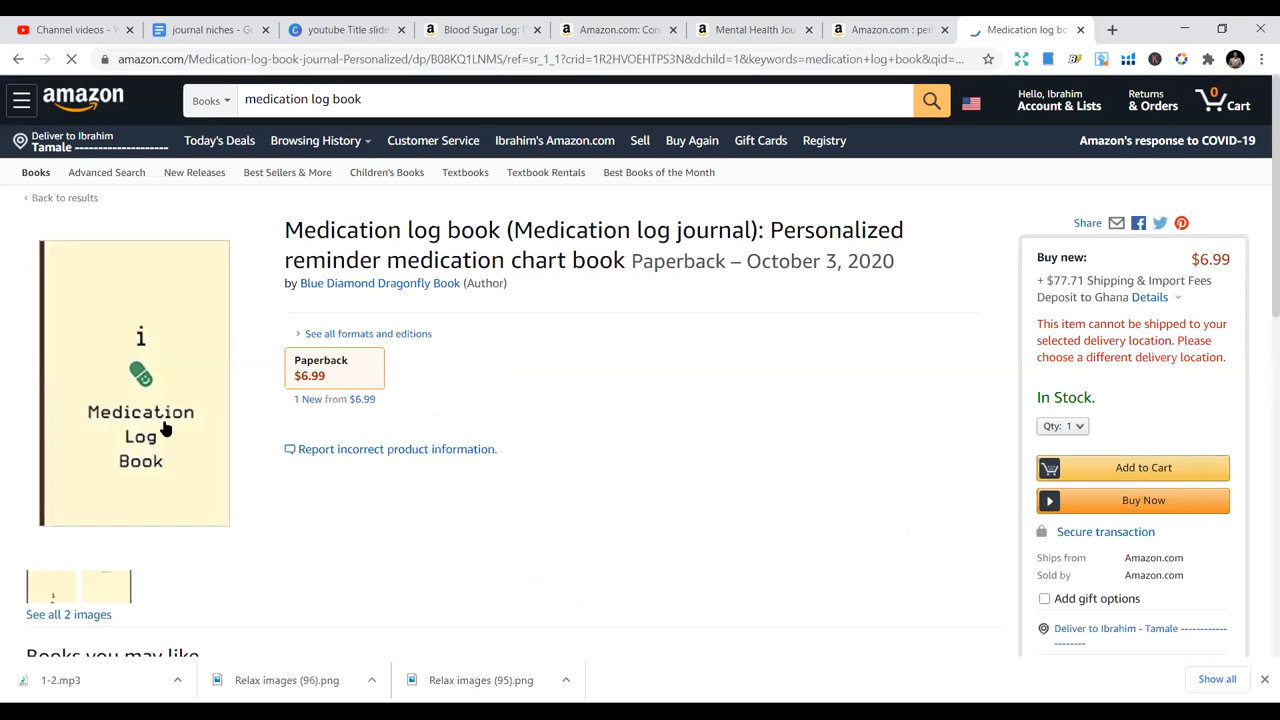 Channel videos - Y
journal niches - G
youtube Title slide
Blood Sugar Log:
Amazon.com: Con
Mental Health Jou
Amazon.com : per
Medication log bo
amazon.com/Medication-log-book-journal-Personalized/dp/B08KQ1LNMS/ref=sr_1_1?crid=1R2HVOEHTPS3N&dchild=1&keywords=medication+log+book&qid=...
amazon
Books
medication log book
Hello, Ibrahim
Account & Lists
Returns
& Orders
0
Cart
Deliver to Ibrahim
Tamale --------------------
Today's Deals
Browsing History
Customer Service
Ibrahim's Amazon.com
Sell
Buy Again
Gift Cards
Registry
Amazon's response to COVID-19
Books
Advanced Search
New Releases
Best Sellers & More
Children's Books
Textbooks
Textbook Rentals
Best Books of the Month
‹ Back to results
Medication log book (Medication log journal): Personalized
reminder medication chart book Paperback – October 3, 2020
by Blue Diamond Dragonfly Book (Author)
› See all formats and editions
Paperback
$6.99
1 New from $6.99
Report incorrect product information.
i
Medication
Log
Book
See all 2 images
Books you may like
Share
Buy new:
$6.99
+ $77.71 Shipping & Import Fees
Deposit to Ghana Details
This item cannot be shipped to your
selected delivery location. Please
choose a different delivery location.
In Stock.
Qty: 1
Add to Cart
Buy Now
Secure transaction
Ships from
Amazon.com
Sold by
Amazon.com
Add gift options
Deliver to Ibrahim - Tamale -----------
--------
1-2.mp3
Relax images (96).png
Relax images (95).png
Show all